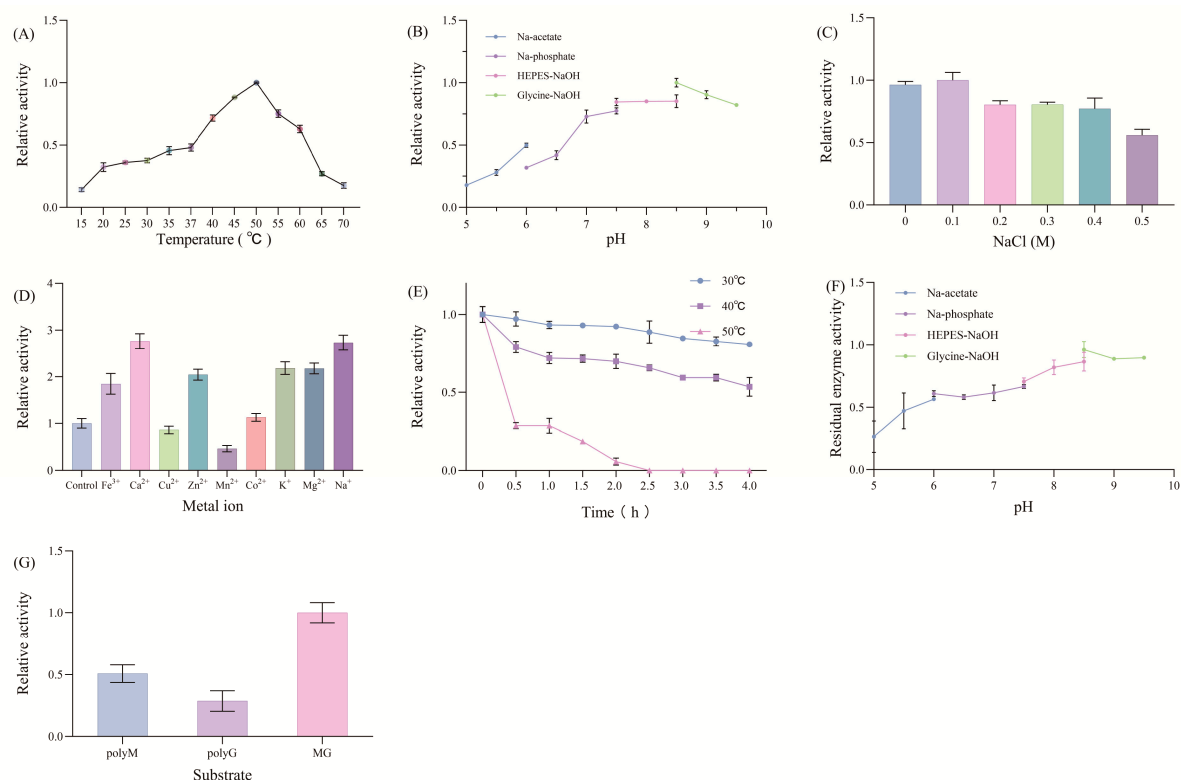 (A)
Relative activity
1.5
1.0
0.5
0.0
15 20 25 30 35 37 40 45 50 55 60 65 70
Temperature ( ℃)
(B)
Relative activity
1.5
1.0
0.5
0.0
Na-acetate
Na-phosphate
HEPES-NaOH
Glycine-NaOH
5 6 7 8 9 10
pH
(C)
Relative activity
1.5
1.0
0.5
0.0
0 0.1 0.2 0.3 0.4 0.5
NaCl (M)
(D)
Relative activity
4
3
2
1
0
Control Fe³⁺ Ca²⁺ Cu²⁺ Zn²⁺ Mn²⁺ Co²⁺ K⁺ Mg²⁺ Na⁺
Metal ion
(E)
Relative activity
1.0
0.5
0.0
30℃
40℃
50℃
0 0.5 1.0 1.5 2.0 2.5 3.0 3.5 4.0
Time ( h )
(F)
Residual enzyme activity
1.5
1.0
0.5
0.0
Na-acetate
Na-phosphate
HEPES-NaOH
Glycine-NaOH
5 6 7 8 9 10
pH
(G)
Relative activity
1.5
1.0
0.5
0.0
polyM polyG MG
Substrate